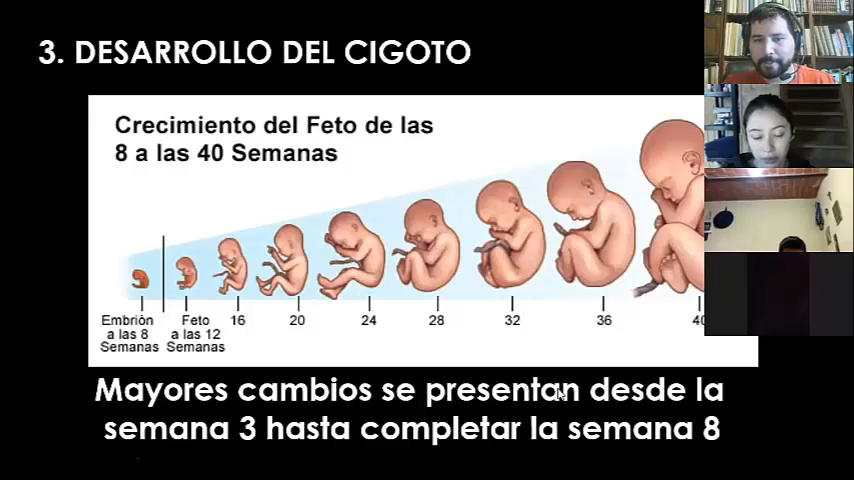 3. DESARROLLO DEL CIGOTO
Crecimiento del Feto de las
8 a las 40 Semanas
Embrión
a las 8
Semanas
Feto
a las 12
Semanas
16
20
24
28
32
36
40
Mayores cambios se presentan desde la
semana 3 hasta completar la semana 8